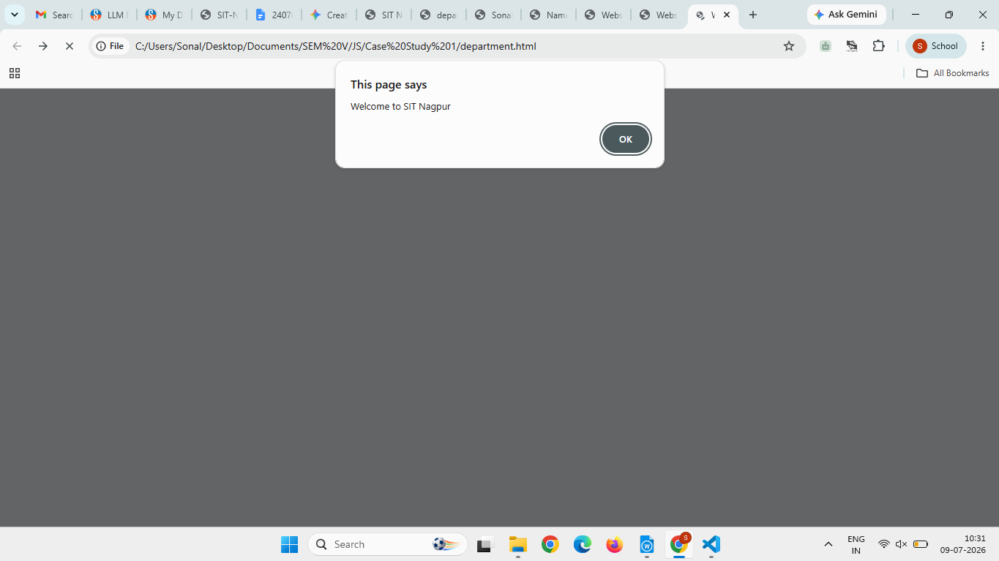 Searc
LLM E
My D
SIT-N
2407
Creat
SIT N
depa
Sonal
Name
Webs
Webs
Ask Gemini
File
C:/Users/Sonal/Desktop/Documents/SEM%20V/JS/Case%20Study%201/department.html
S
School
All Bookmarks
This page says
Welcome to SIT Nagpur
OK
Search
S
ENG
IN
10:31
09-07-2026